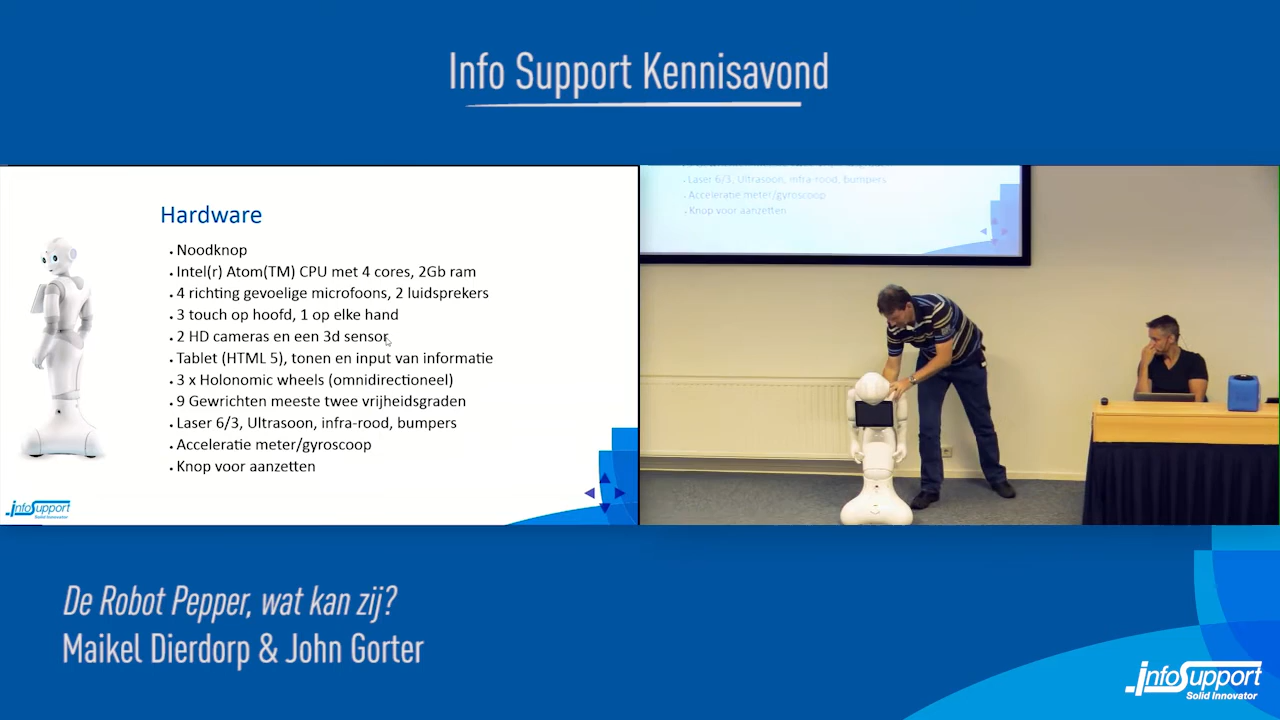 Info Support Kennisavond
Hardware
• Noodknop
• Intel(r) Atom(TM) CPU met 4 cores, 2Gb ram
• 4 richting gevoelige microfoons, 2 luidsprekers
• 3 touch op hoofd, 1 op elke hand
• 2 HD cameras en een 3d sensor
• Tablet (HTML 5), tonen en input van informatie
• 3 x Holonomic wheels (omnidirectioneel)
• 9 Gewrichten meeste twee vrijheidsgraden
• Laser 6/3, Ultrasoon, infra-rood, bumpers
• Acceleratie meter/gyroscoop
• Knop voor aanzetten
infoSupport
Solid Innovator
• Laser 6/3, Ultrasoon, infra-rood, bumpers
• Acceleratie meter/gyroscoop
• Knop voor aanzetten
De Robot Pepper, wat kan zij?
Maikel Dierdorp & John Gorter
infoSupport
Solid Innovator